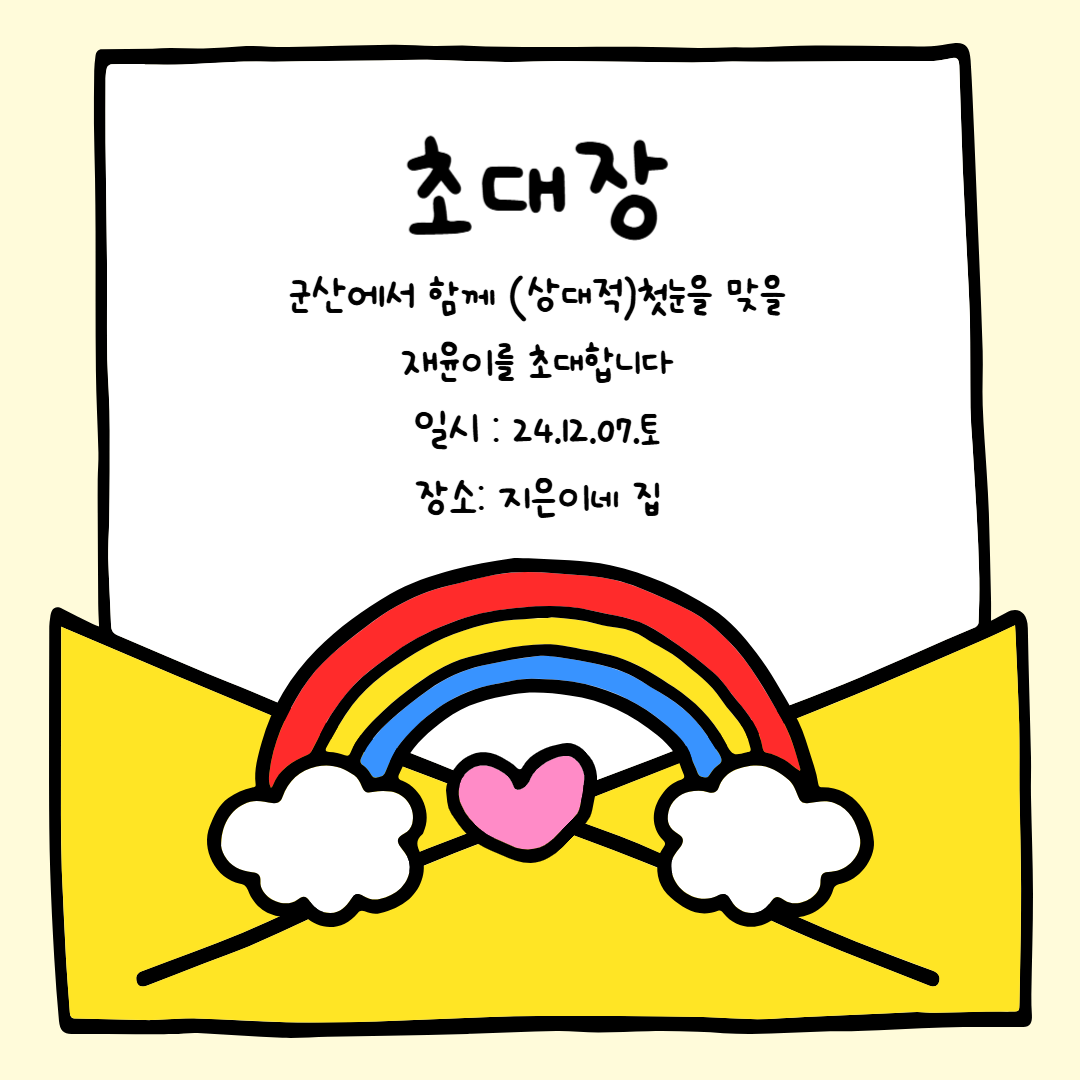 초대장
군산에서 함께 (상대적)첫눈을 맞을
재윤이를 초대합니다
일시 : 24.12.07.토
장소: 지은이네 집